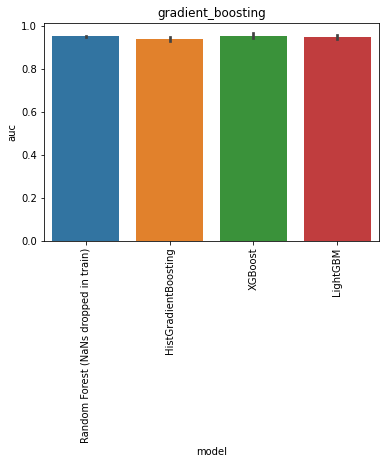 gradient_boosting
auc
1.0
0.8
0.6
0.4
0.2
0.0
Random Forest (NaNs dropped in train)
HistGradientBoosting
XGBoost
LightGBM
model